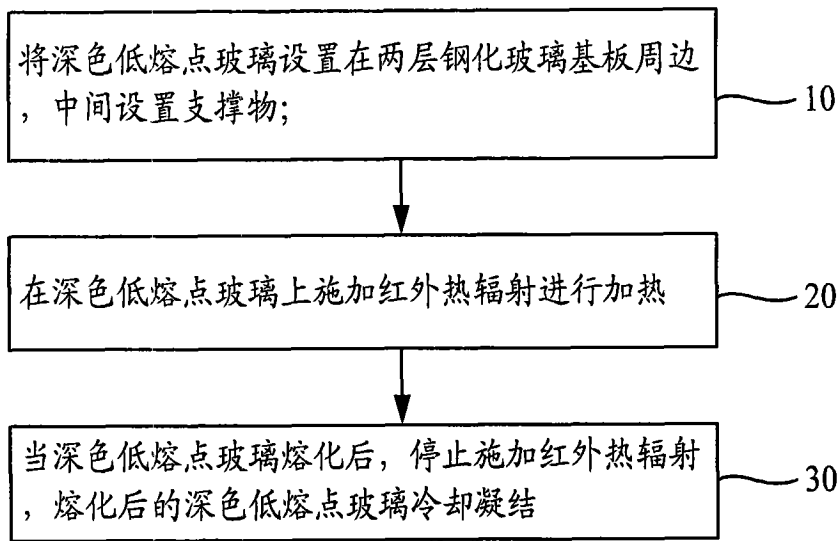 将深色低熔点玻璃设置在两层钢化玻璃基板周边
，中间设置支撑物；
10
在深色低熔点玻璃上施加红外热辐射进行加热
20
当深色低熔点玻璃熔化后，停止施加红外热辐射
，熔化后的深色低熔点玻璃冷却凝结
30